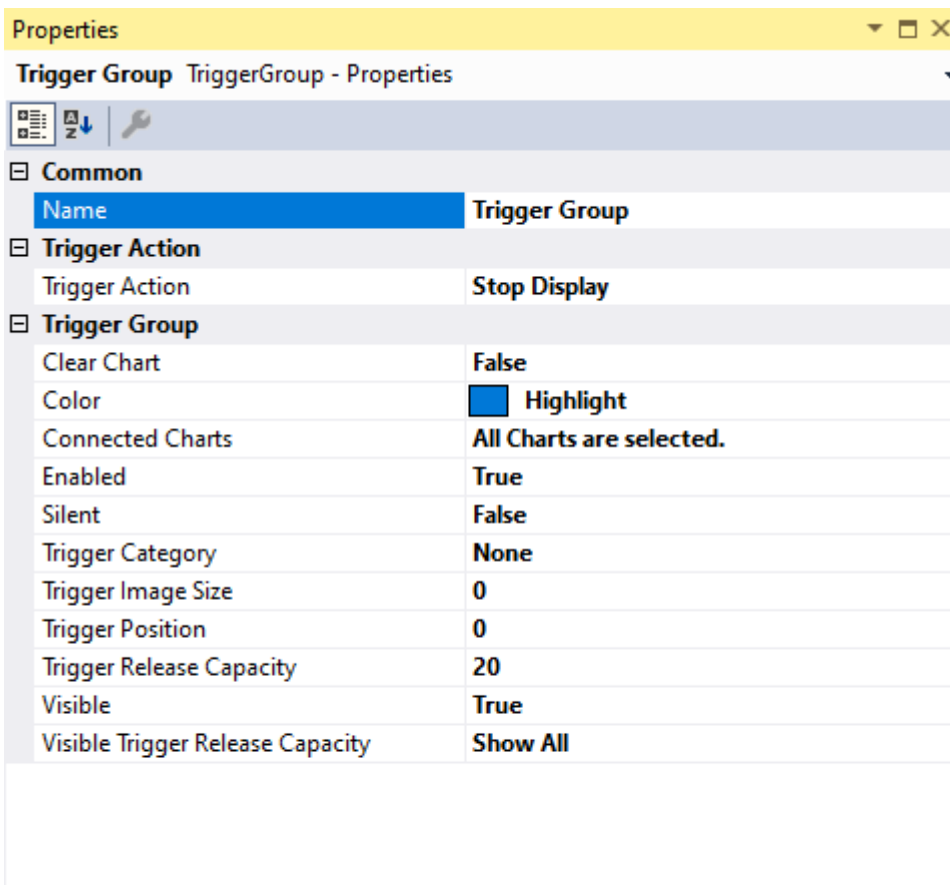 Properties
Trigger Group TriggerGroup - Properties
Common
Name Trigger Group
Trigger Action
Trigger Action Stop Display
Trigger Group
Clear Chart False
Color Highlight
Connected Charts All Charts are selected.
Enabled True
Silent False
Trigger Category None
Trigger Image Size 0
Trigger Position 0
Trigger Release Capacity 20
Visible True
Visible Trigger Release Capacity Show All